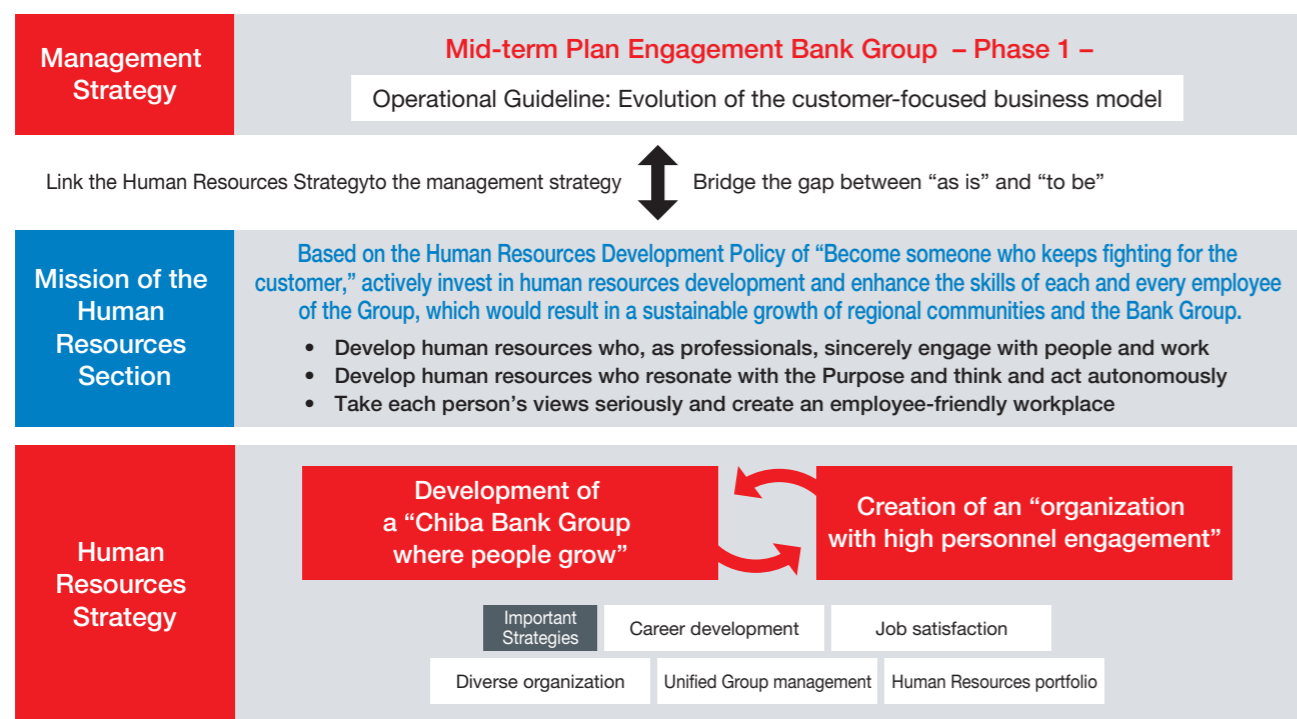 Management
Strategy
Mid-term Plan Engagement Bank Group – Phase 1 –
Operational Guideline: Evolution of the customer-focused business model
Link the Human Resources Strategyto the management strategy
Bridge the gap between “as is” and “to be”
Mission of the
Human
Resources
Section
Based on the Human Resources Development Policy of “Become someone who keeps fighting for the
customer,” actively invest in human resources development and enhance the skills of each and every employee
of the Group, which would result in a sustainable growth of regional communities and the Bank Group.
• Develop human resources who, as professionals, sincerely engage with people and work
• Develop human resources who resonate with the Purpose and think and act autonomously
• Take each person’s views seriously and create an employee-friendly workplace
Human
Resources
Strategy
Development of
a “Chiba Bank Group
where people grow”
Creation of an “organization
with high personnel engagement”
Important
Strategies
Career development
Job satisfaction
Diverse organization
Unified Group management
Human Resources portfolio